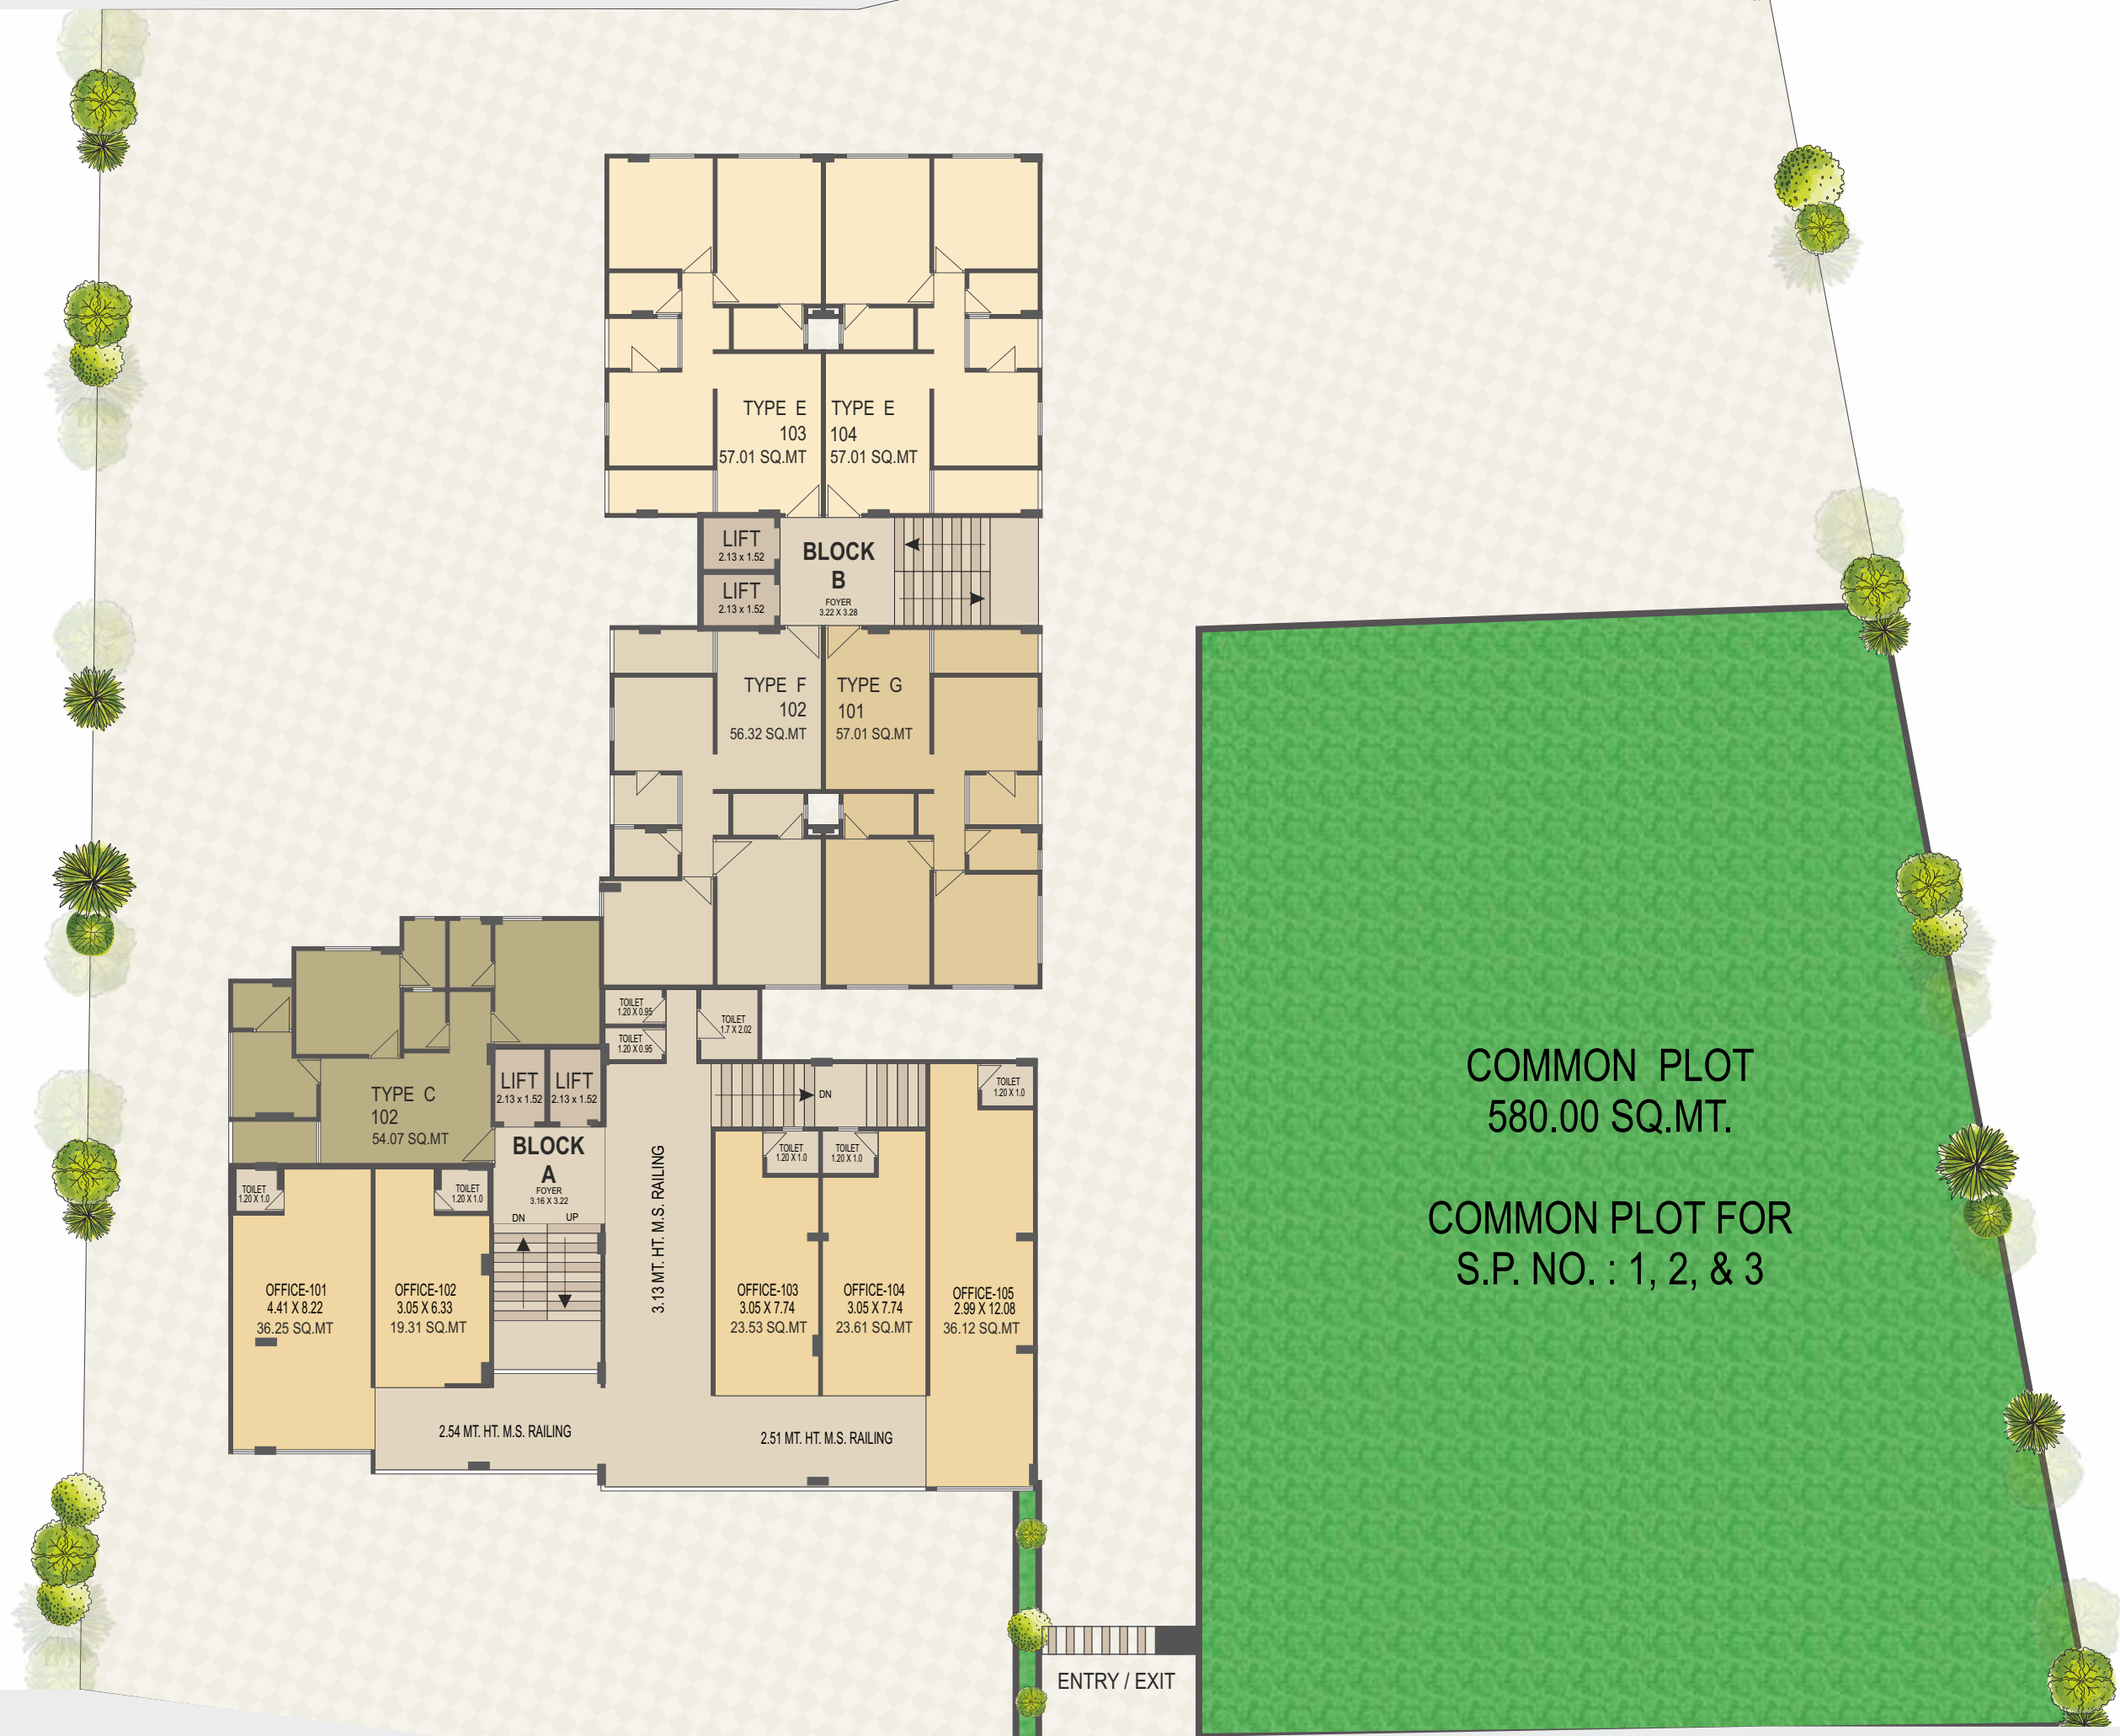 TYPE E
103
57.01 SQ.MT
TYPE E
104
57.01 SQ.MT
LIFT
2.13 x 1.52
LIFT
2.13 x 1.52
BLOCK
B
FOYER
3.22 X 3.28
TYPE F
102
56.32 SQ.MT
TYPE G
101
57.01 SQ.MT
TOILET
1.20 X 0.95
TOILET
1.20 X 0.95
TOILET
1.7 X 2.02
TYPE C
102
54.07 SQ.MT
LIFT
2.13 x 1.52
LIFT
2.13 x 1.52
BLOCK
A
FOYER
3.16 X 3.22
DN
UP
DN
TOILET
1.20 X 1.0
TOILET
1.20 X 1.0
TOILET
1.20 X 1.0
TOILET
1.20 X 1.0
TOILET
1.20 X 1.0
3.13 MT. HT. M.S. RAILING
OFFICE-101
4.41 X 8.22
36.25 SQ.MT
OFFICE-102
3.05 X 6.33
19.31 SQ.MT
OFFICE-103
3.05 X 7.74
23.53 SQ.MT
OFFICE-104
3.05 X 7.74
23.61 SQ.MT
OFFICE-105
2.99 X 12.08
36.12 SQ.MT
2.54 MT. HT. M.S. RAILING
2.51 MT. HT. M.S. RAILING
COMMON PLOT
580.00 SQ.MT.
COMMON PLOT FOR
S.P. NO. : 1, 2, & 3
ENTRY / EXIT